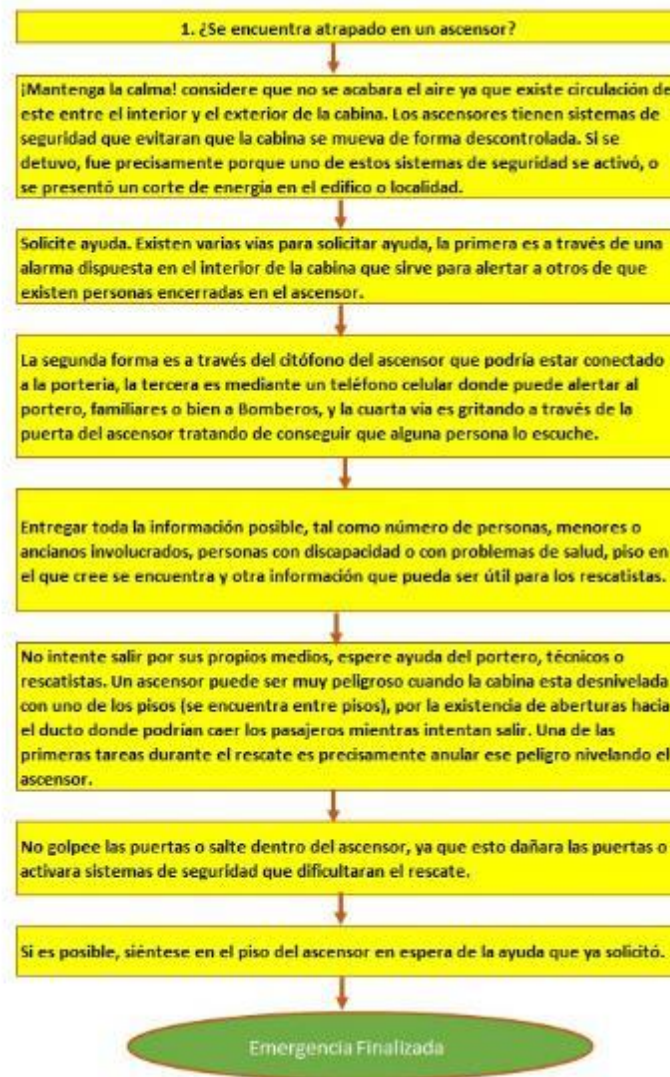 1. ¿Se encuentra atrapado en un ascensor?
¡Mantenga la calma! considere que no se acabara el aire ya que existe circulación de
este entre el interior y el exterior de la cabina. Los ascensores tienen sistemas de
seguridad que evitaran que la cabina se mueva de forma descontrolada. Si se
detuvo, fue precisamente porque uno de estos sistemas de seguridad se activó, o
se presentó un corte de energía en el edifico o localidad.
Solicite ayuda. Existen varias vías para solicitar ayuda, la primera es a través de una
alarma dispuesta en el interior de la cabina que sirve para alertar a otros de que
existen personas encerradas en el ascensor.
La segunda forma es a través del citófono del ascensor que podría estar conectado
a la portería, la tercera es mediante un teléfono celular donde puede alertar al
portero, familiares o bien a Bomberos, y la cuarta vía es gritando a través de la
puerta del ascensor tratando de conseguir que alguna persona lo escuche.
Entregar toda la información posible, tal como número de personas, menores o
ancianos involucrados, personas con discapacidad o con problemas de salud, piso en
el que cree se encuentra y otra información que pueda ser útil para los rescatistas.
No intente salir por sus propios medios, espere ayuda del portero, técnicos o
rescatistas. Un ascensor puede ser muy peligroso cuando la cabina esta desnivelada
con uno de los pisos (se encuentra entre pisos), por la existencia de aberturas hacia
el ducto donde podrían caer los pasajeros mientras intentan salir. Una de las
primeras tareas durante el rescate es precisamente anular ese peligro nivelando el
ascensor.
No golpee las puertas o salte dentro del ascensor, ya que esto dañara las puertas o
activara sistemas de seguridad que dificultaran el rescate.
Si es posible, siéntese en el piso del ascensor en espera de la ayuda que ya solicitó.
Emergencia Finalizada